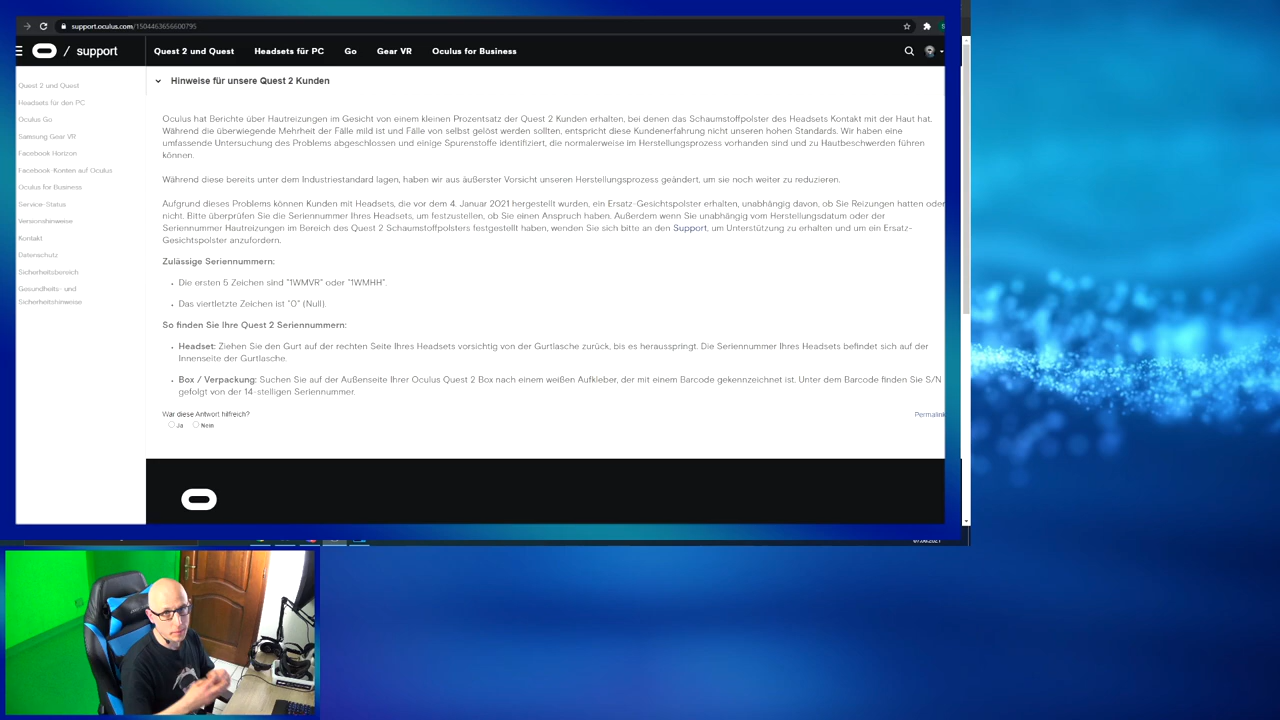 support.oculus.com/1504463656600795
/ support
Quest 2 und Quest
Headsets für PC
Go
Gear VR
Oculus for Business
Quest 2 und Quest
Headsets für den PC
Oculus Go
Samsung Gear VR
Facebook Horizon
Facebook-Konten auf Oculus
Oculus for Business
Service-Status
Versionshinweise
Kontakt
Datenschutz
Sicherheitsbereich
Gesundheits- und
Sicherheitshinweise
Hinweise für unsere Quest 2 Kunden
Oculus hat Berichte über Hautreizungen im Gesicht von einem kleinen Prozentsatz der Quest 2 Kunden erhalten, bei denen das Schaumstoffpolster des Headsets Kontakt mit der Haut hat.
Während die überwiegende Mehrheit der Fälle mild ist und Fälle von selbst gelöst werden sollten, entspricht diese Kundenerfahrung nicht unseren hohen Standards. Wir haben eine
umfassende Untersuchung des Problems abgeschlossen und einige Spurenstoffe identifiziert, die normalerweise im Herstellungsprozess vorhanden sind und zu Hautbeschwerden führen
können.
Während diese bereits unter dem Industriestandard lagen, haben wir aus äußerster Vorsicht unseren Herstellungsprozess geändert, um sie noch weiter zu reduzieren.
Aufgrund dieses Problems können Kunden mit Headsets, die vor dem 4. Januar 2021 hergestellt wurden, ein Ersatz-Gesichtspolster erhalten, unabhängig davon, ob Sie Reizungen hatten oder
nicht. Bitte überprüfen Sie die Seriennummer Ihres Headsets, um festzustellen, ob Sie einen Anspruch haben. Außerdem wenn Sie unabhängig vom Herstellungsdatum oder der
Seriennummer Hautreizungen im Bereich des Quest 2 Schaumstoffpolsters festgestellt haben, wenden Sie sich bitte an den Support, um Unterstützung zu erhalten und um ein Ersatz-
Gesichtspolster anzufordern.
Zulässige Seriennummern:
• Die ersten 5 Zeichen sind "1WMVR" oder "1WMHH".
• Das viertletzte Zeichen ist "0" (Null).
So finden Sie Ihre Quest 2 Seriennummern:
• Headset: Ziehen Sie den Gurt auf der rechten Seite Ihres Headsets vorsichtig von der Gurtlasche zurück, bis es herausspringt. Die Seriennummer Ihres Headsets befindet sich auf der
Innenseite der Gurtlasche.
• Box / Verpackung: Suchen Sie auf der Außenseite Ihrer Oculus Quest 2 Box nach einem weißen Aufkleber, der mit einem Barcode gekennzeichnet ist. Unter dem Barcode finden Sie S/N
gefolgt von der 14-stelligen Seriennummer.
War diese Antwort hilfreich?
Permalink
Ja
Nein